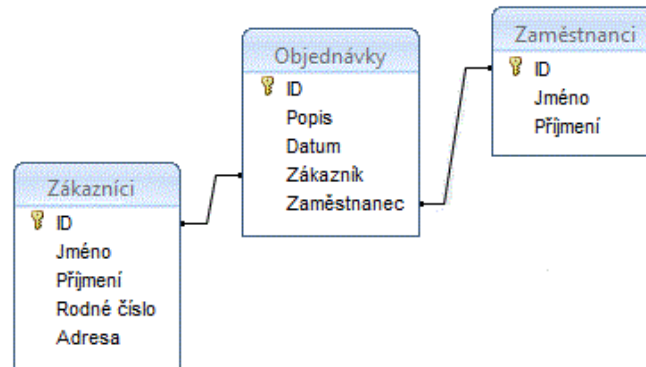 Zákazníci
ID
Jméno
Příjmení
Rodné číslo
Adresa
Objednávky
ID
Popis
Datum
Zákazník
Zaměstnanec
Zaměstnanci
ID
Jméno
Příjmení